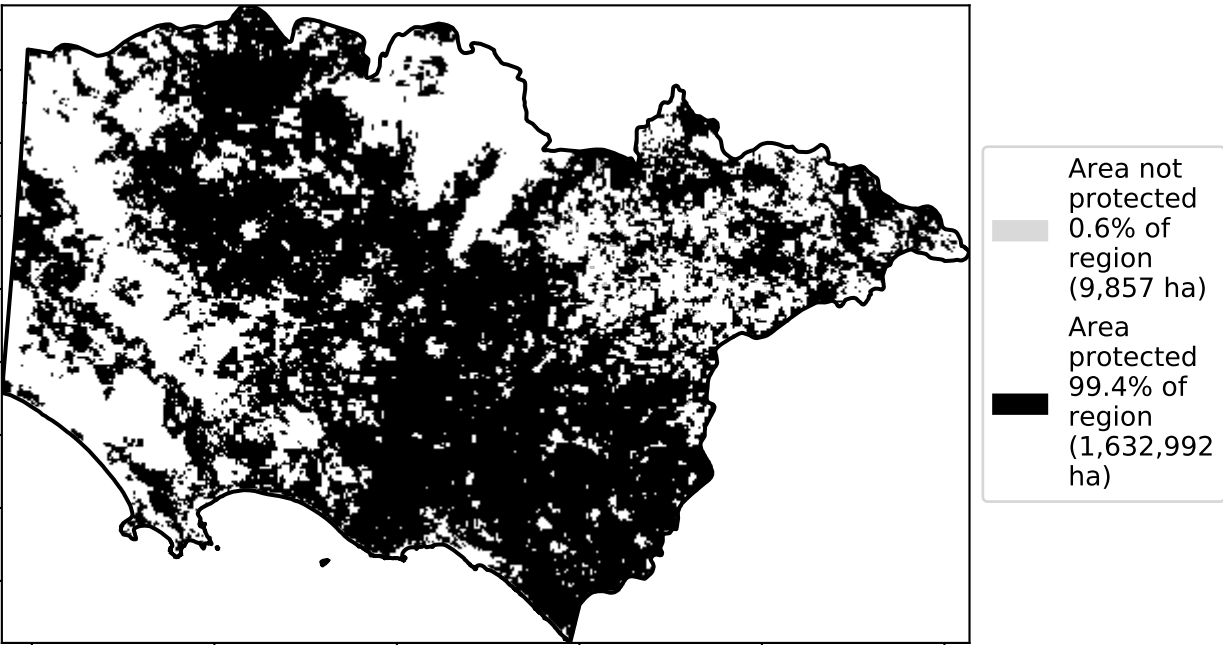 Area not
protected
0.6% of
region
(9,857 ha)
Area
protected
99.4% of
region
(1,632,992
ha)